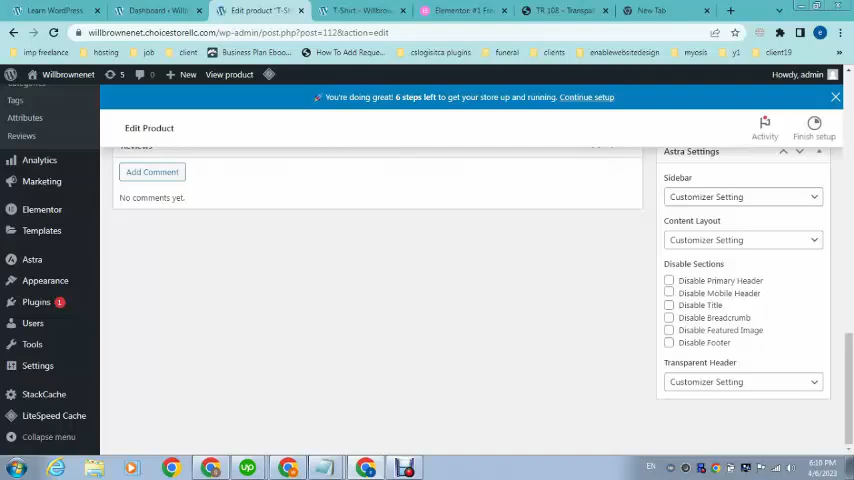 Learn WordPress
Dashboard ‹ Will
Edit product "T-S
T-Shirt – Willbrow
Elementor: #1 Fre
TR 108 – Transpa
New Tab
willbrownenet.choicestorellc.com/wp-admin/post.php?post=112&action=edit
imp freelance
hosting
job
Business Plan Eboo...
How To Add Reque...
cslogisitca plugins
funeral
clients
enablewebsitedesign
myosis
y1
client19
Willbrownenet
5
0
New
View product
Howdy, admin
Tags
Attributes
Reviews
Analytics
Marketing
Elementor
Templates
Astra
Appearance
Plugins 1
Users
Tools
Settings
StackCache
LiteSpeed Cache
Collapse menu
🚀 You're doing great! 6 steps left to get your store up and running. Continue setup
Edit Product
Activity
Finish setup
Reviews
Add Comment
No comments yet.
Astra Settings
Sidebar
Customizer Setting
Content Layout
Customizer Setting
Disable Sections
Disable Primary Header
Disable Mobile Header
Disable Title
Disable Breadcrumb
Disable Featured Image
Disable Footer
Transparent Header
Customizer Setting
EN
6:10 PM
4/6/2023